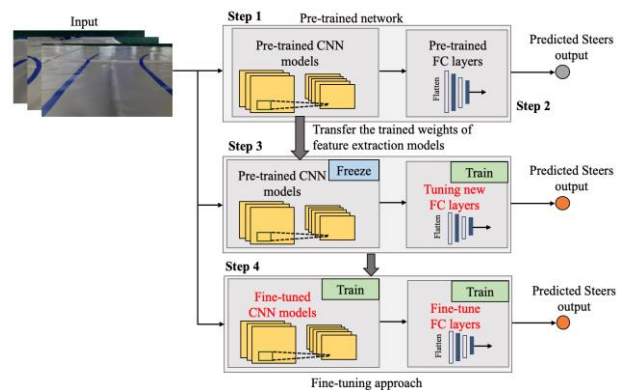 Input
Step 1
Pre-trained network
Pre-trained CNN
models
Pre-trained
FC layers
Flatten
Predicted Steers
output
Step 2
Transfer the trained weights of
feature extraction models
Step 3
Pre-trained CNN
models
Freeze
Train
Tuning new
FC layers
Flatten
Predicted Steers
output
Step 4
Train
Fine-tuned
CNN models
Train
Fine-tune
FC layers
Flatten
Predicted Steers
output
Fine-tuning approach